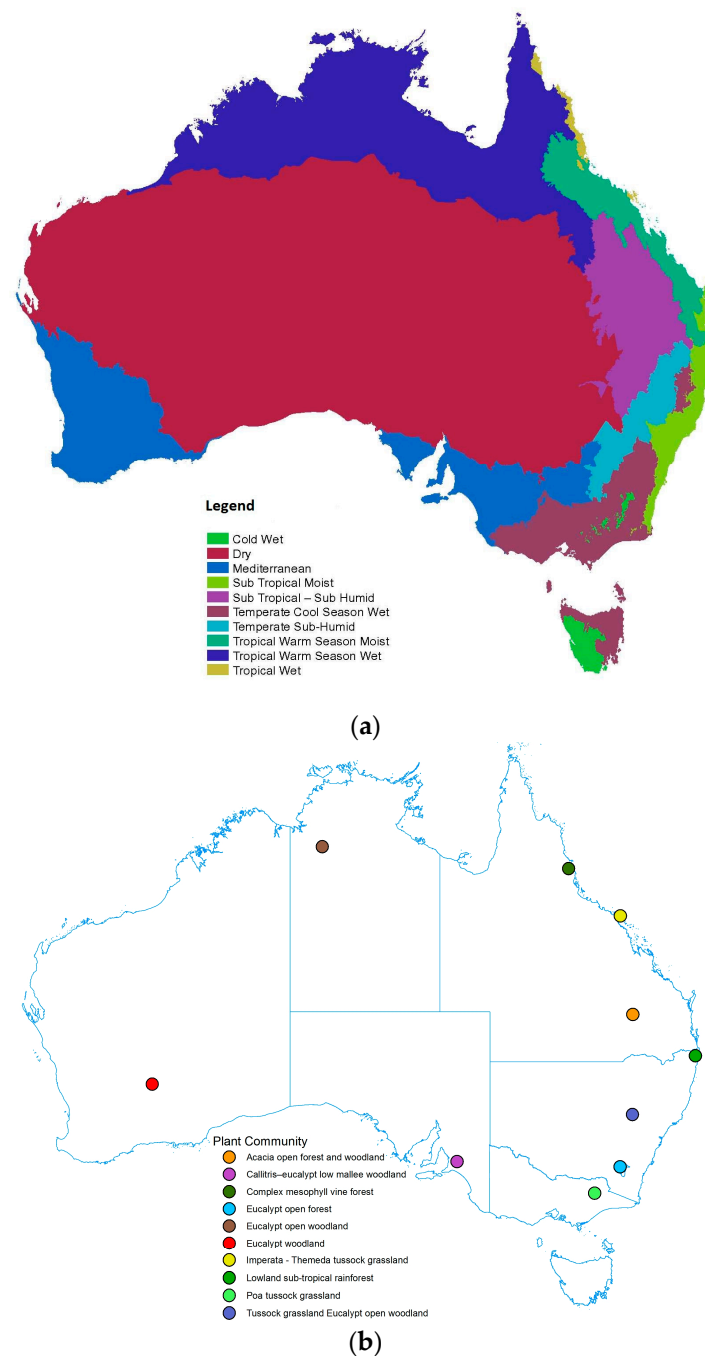 Legend
Cold Wet
Dry
Mediterranean
Sub Tropical Moist
Sub Tropical – Sub Humid
Temperate Cool Season Wet
Temperate Sub-Humid
Tropical Warm Season Moist
Tropical Warm Season Wet
Tropical Wet
(a)
Plant Community
Acacia open forest and woodland
Callitris–eucalypt low mallee woodland
Complex mesophyll vine forest
Eucalypt open forest
Eucalypt open woodland
Eucalypt woodland
Imperata - Themeda tussock grassland
Lowland sub-tropical rainforest
Poa tussock grassland
Tussock grassland Eucalypt open woodland
(b)